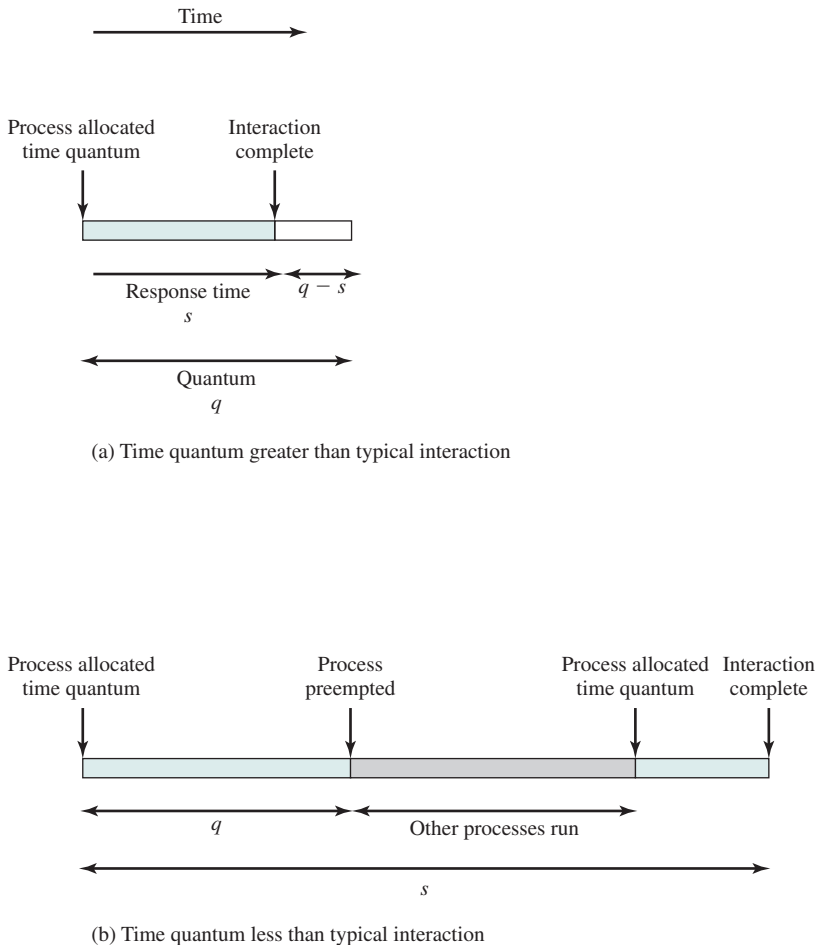 Time
Process allocated
time quantum
Interaction
complete
Response time
s
q − s
Quantum
q
(a) Time quantum greater than typical interaction
Process allocated
time quantum
Process
preempted
Process allocated
time quantum
Interaction
complete
q
Other processes run
s
(b) Time quantum less than typical interaction